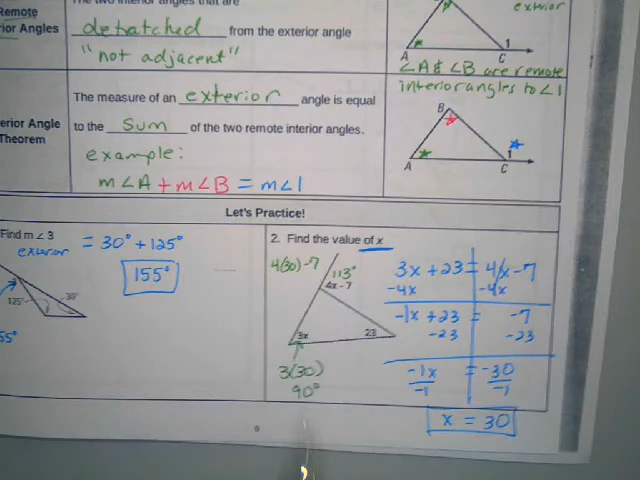 The two interior angles that are
Remote
rior Angles
detatched from the exterior angle
"not adjacent"
exterior
A
C
1
∠A & ∠B are remote
interior angles to ∠1
The measure of an exterior angle is equal
to the sum of the two remote interior angles.
erior Angle
Theorem
example:
m∠A + m∠B = m∠1
B
A
C
1
Let's Practice!
Find m ∠ 3
exterior
= 30° + 125°
155°
125°
30°
55°
2. Find the value of x
4(30)-7
113°
4x - 7
3x
23
3(30)
90°
3x + 23 = 4x - 7
-4x -4x
-1x + 23 = -7
-23 -23
-1x = -30
-1 -1
x = 30
9